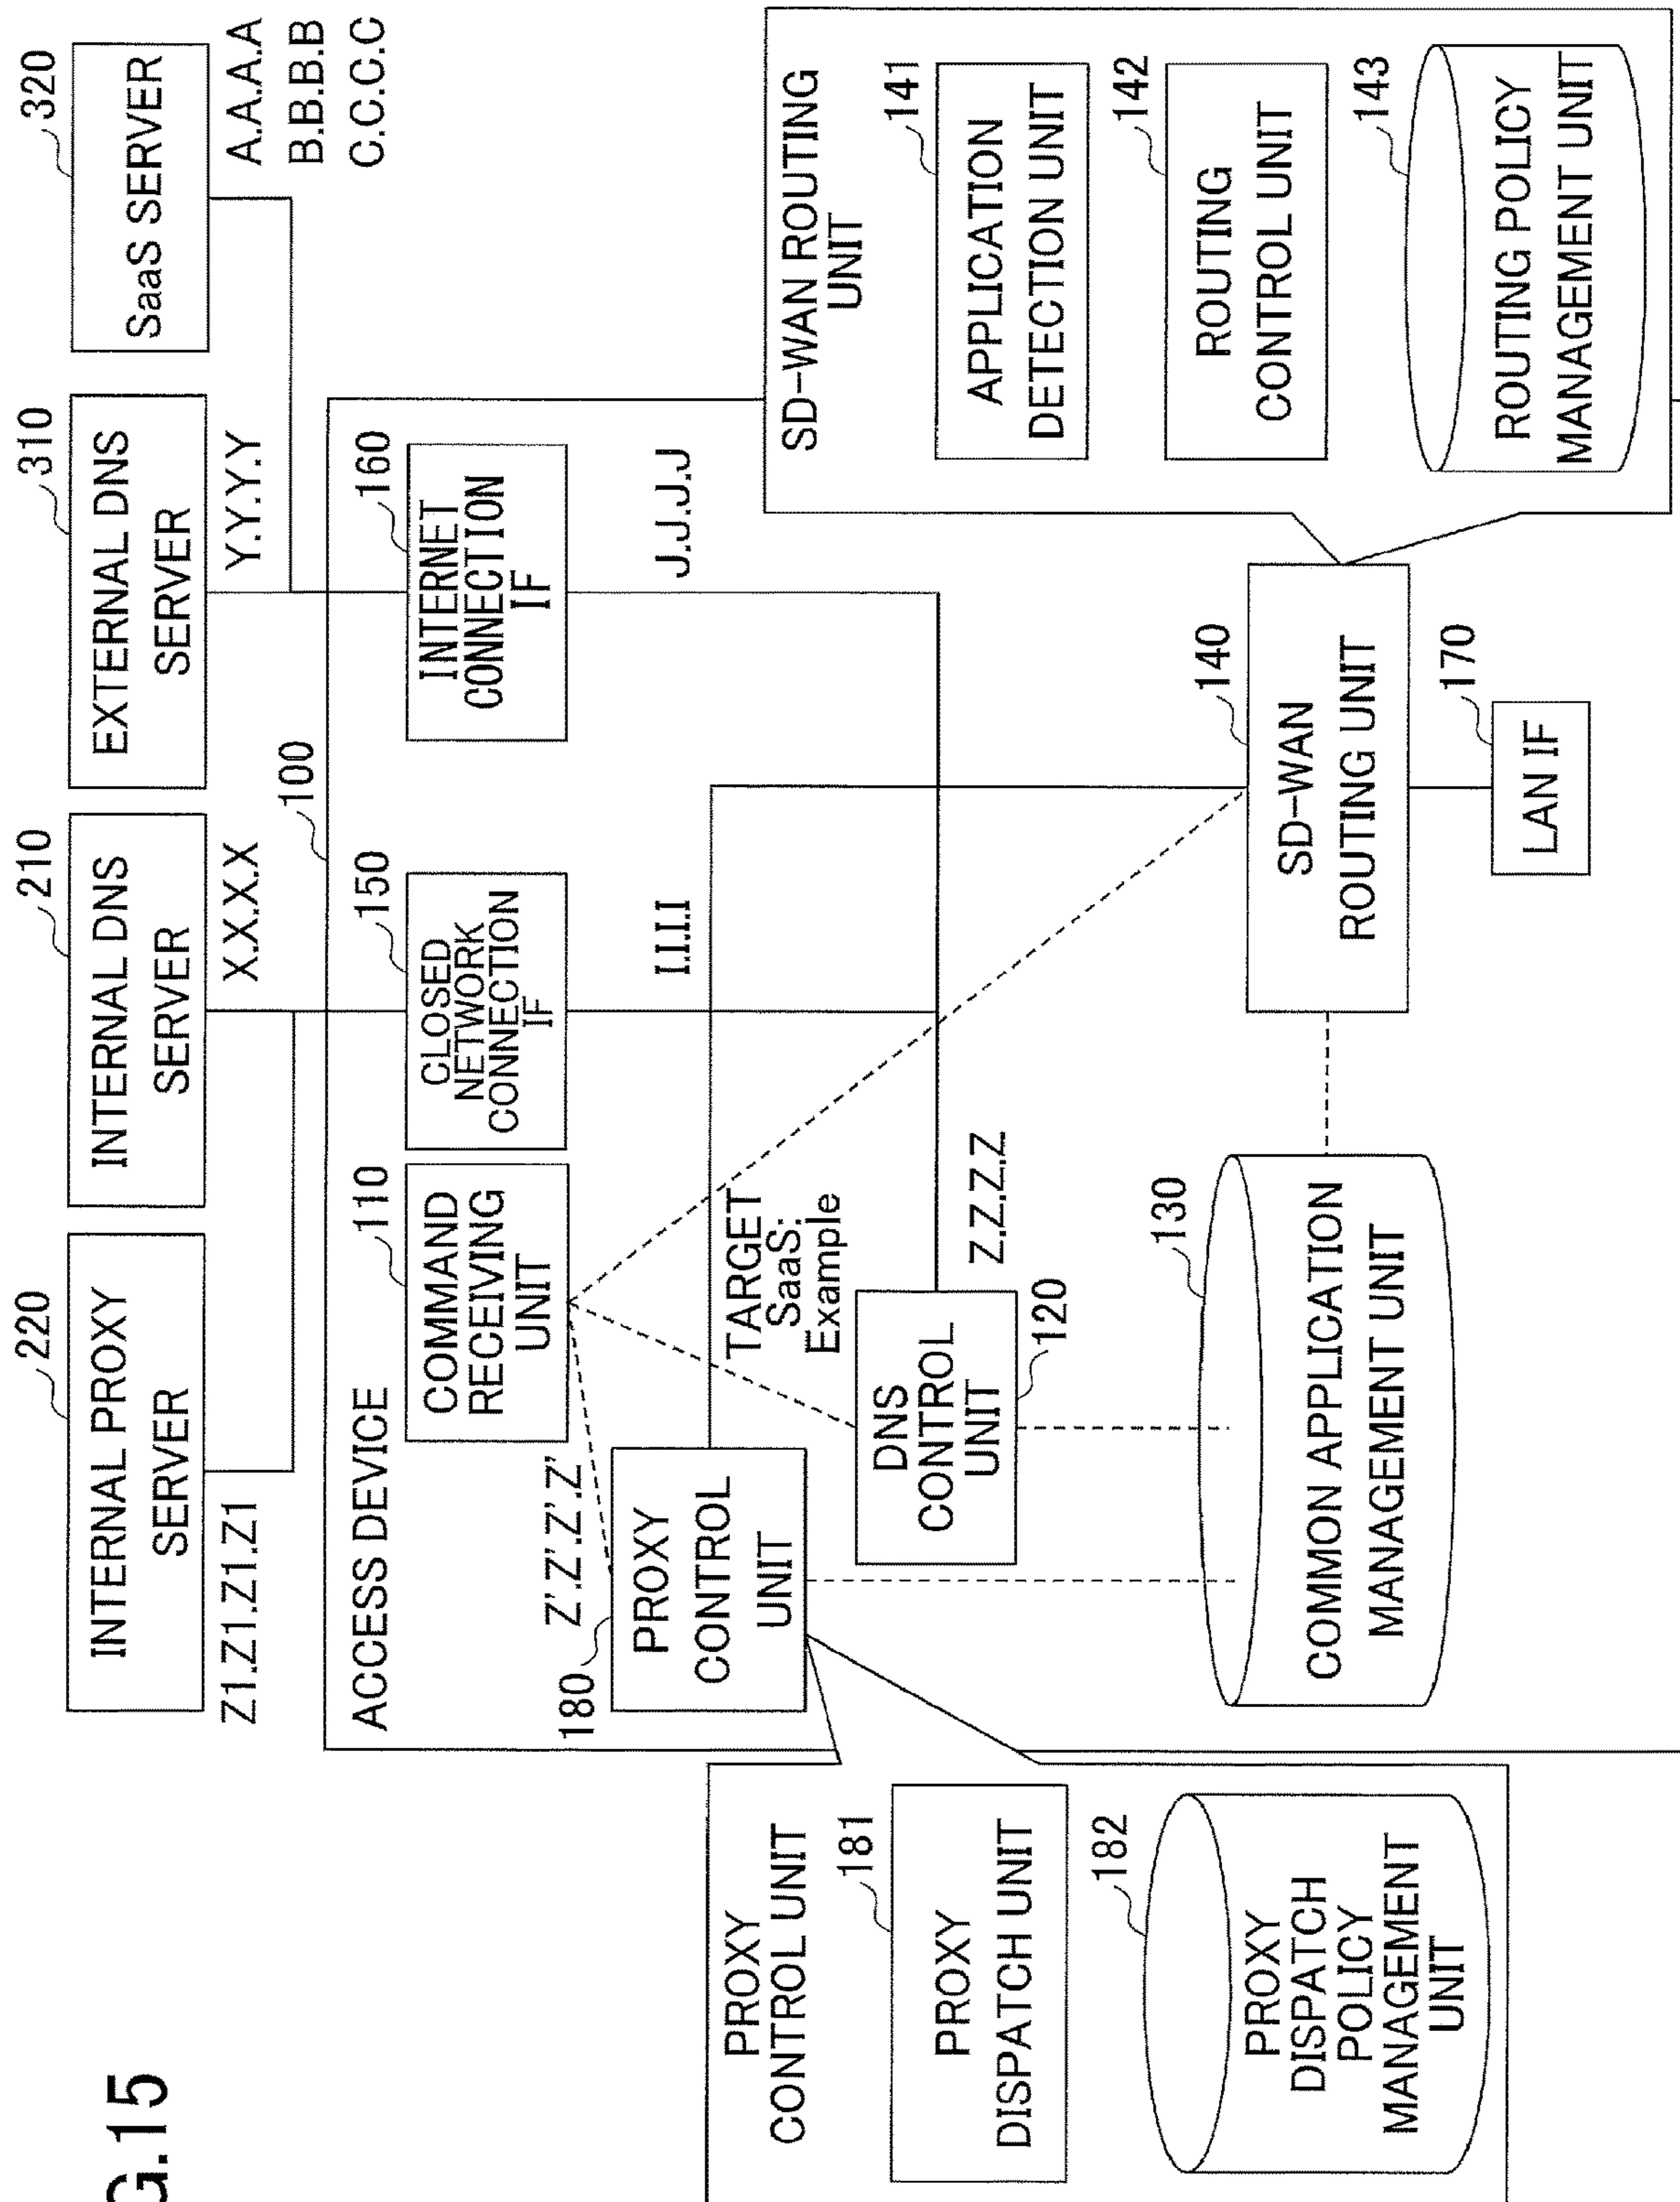 G.15
220
INTERNAL PROXY
SERVER
Z1.Z1.Z1.Z1
210
INTERNAL DNS
SERVER
X.X.X.X
310
EXTERNAL DNS
SERVER
Y.Y.Y.Y
320
SaaS SERVER
A.A.A.A
B.B.B.B
C.C.C.C
100
ACCESS DEVICE
110
COMMAND
RECEIVING
UNIT
150
CLOSED
NETWORK
CONNECTION
IF
I.I.I.I
160
INTERNET
CONNECTION
IF
J.J.J.J
Z'.Z'.Z'.Z'
180
PROXY
CONTROL
UNIT
TARGET
SaaS:
Example
DNS
CONTROL
UNIT
120
Z.Z.Z.Z
130
COMMON APPLICATION
MANAGEMENT UNIT
140
SD-WAN
ROUTING UNIT
170
LAN IF
PROXY
CONTROL UNIT
181
PROXY
DISPATCH UNIT
182
PROXY
DISPATCH
POLICY
MANAGEMENT
UNIT
SD-WAN ROUTING
UNIT
141
APPLICATION
DETECTION UNIT
142
ROUTING
CONTROL UNIT
143
ROUTING POLICY
MANAGEMENT UNIT